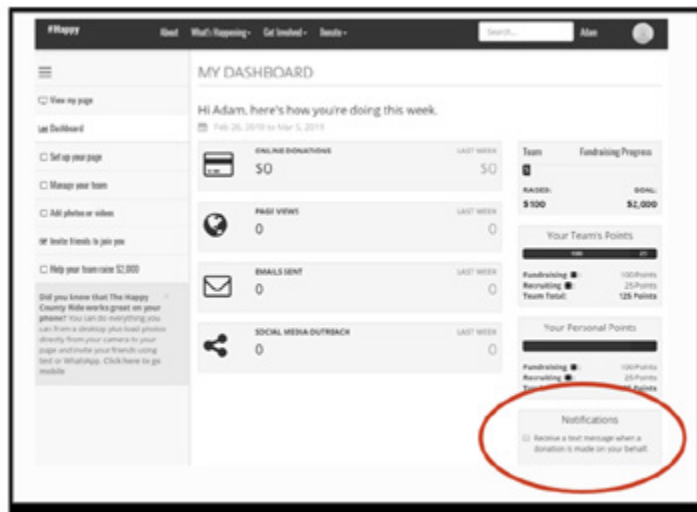 #Happy
About What's Happening Get Involved Donate
Search... Adam
View my page
Dashboard
Set up your page
Manage your team
Add photos or videos
Invite friends to join you
Help your team raise $2,000
Did you know that The Happy
County Ride works great on your
phone? You can do everything you
can from a desktop plus load photos
directly from your camera to your
page and invite your friends using
text or WhatsApp. Click here to go
mobile
MY DASHBOARD
Hi Adam, here's how you're doing this week.
Feb 26, 2019 to Mar 5, 2019
ONLINE DONATIONS LAST WEEK
$0 $0
PAGE VIEWS LAST WEEK
0 0
EMAILS SENT LAST WEEK
0 0
SOCIAL MEDIA OUTREACH LAST WEEK
0 0
Team Fundraising Progress
RAISED: GOAL:
$100 $2,000
Your Team's Points
100 25
Fundraising : 100 Points
Recruiting : 25 Points
Team Total: 125 Points
Your Personal Points
Fundraising : 100 Points
Recruiting : 25 Points
Points
Notifications
Receive a text message when a
donation is made on your behalf.